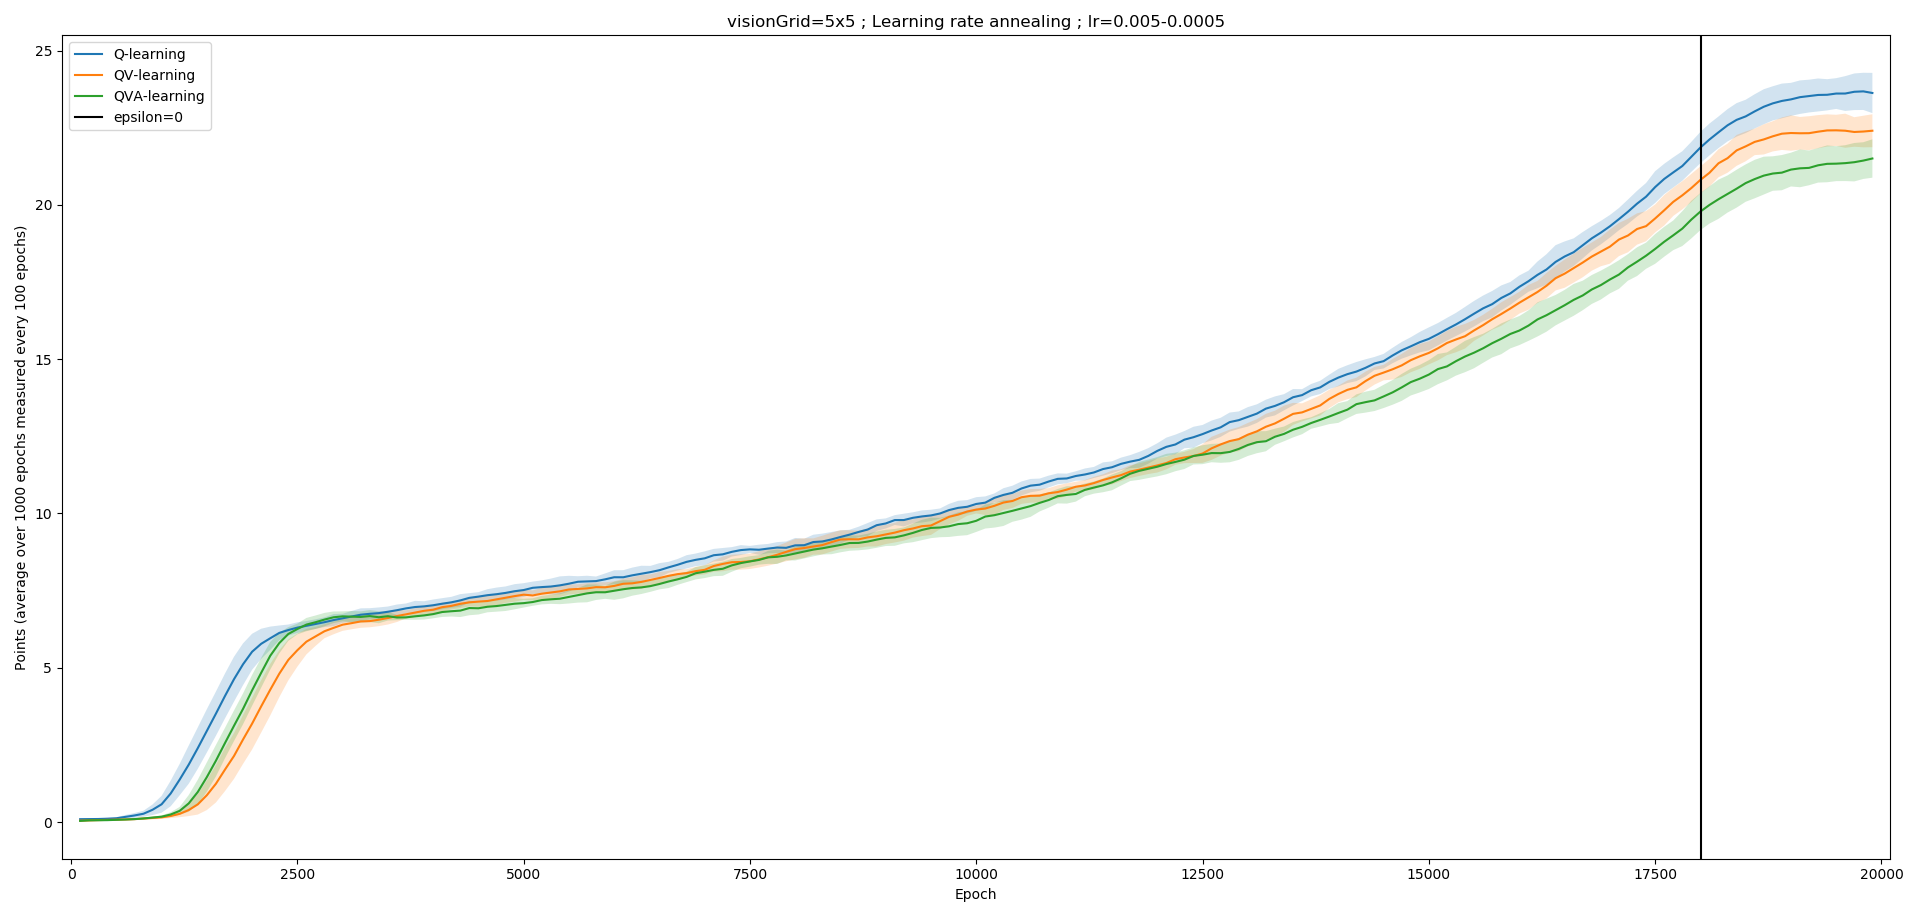 visionGrid=5x5 ; Learning rate annealing ; lr=0.005-0.0005
Q-learning
QV-learning
QVA-learning
epsilon=0
Points (average over 1000 epochs measured every 100 epochs)
25
20
15
10
5
0
0 2500 5000 7500 10000 12500 15000 17500 20000
Epoch